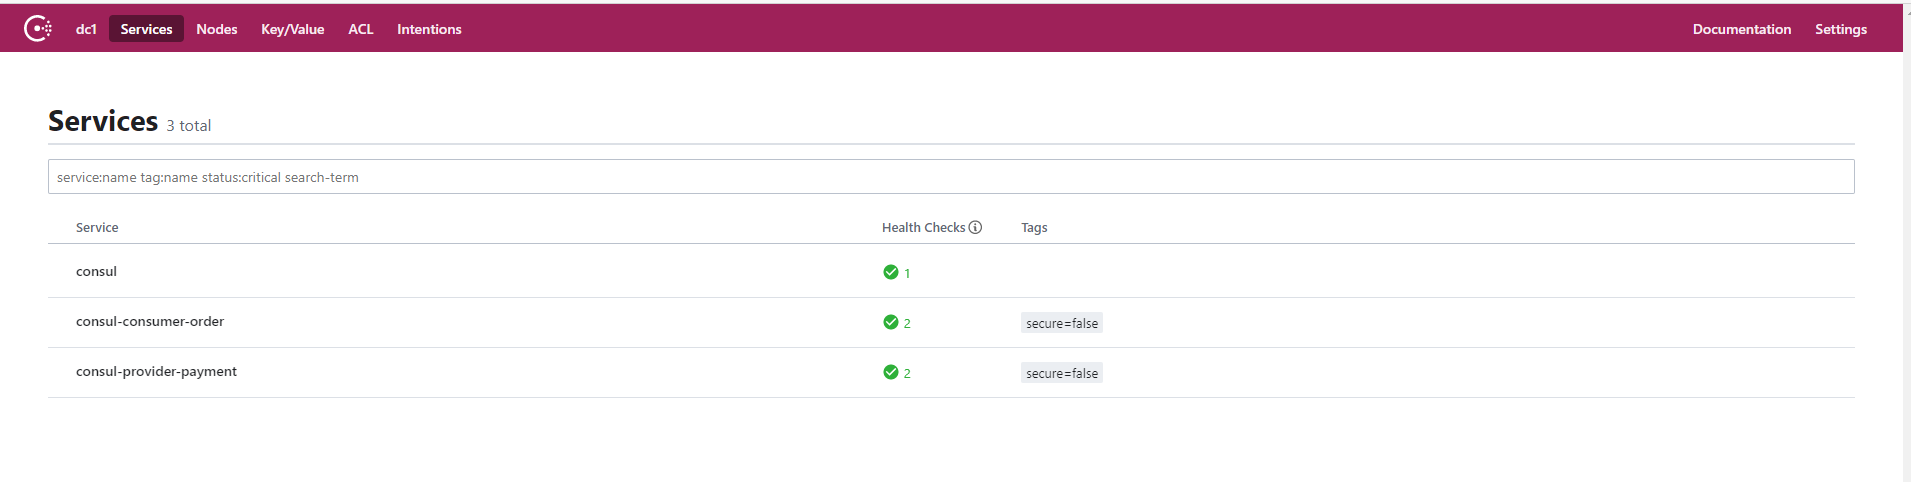 dc1 Services Nodes Key/Value ACL Intentions Documentation Settings
Services 3 total
service:name tag:name status:critical search-term
Service Health Checks Tags
consul 1
consul-consumer-order 2 secure=false
consul-provider-payment 2 secure=false